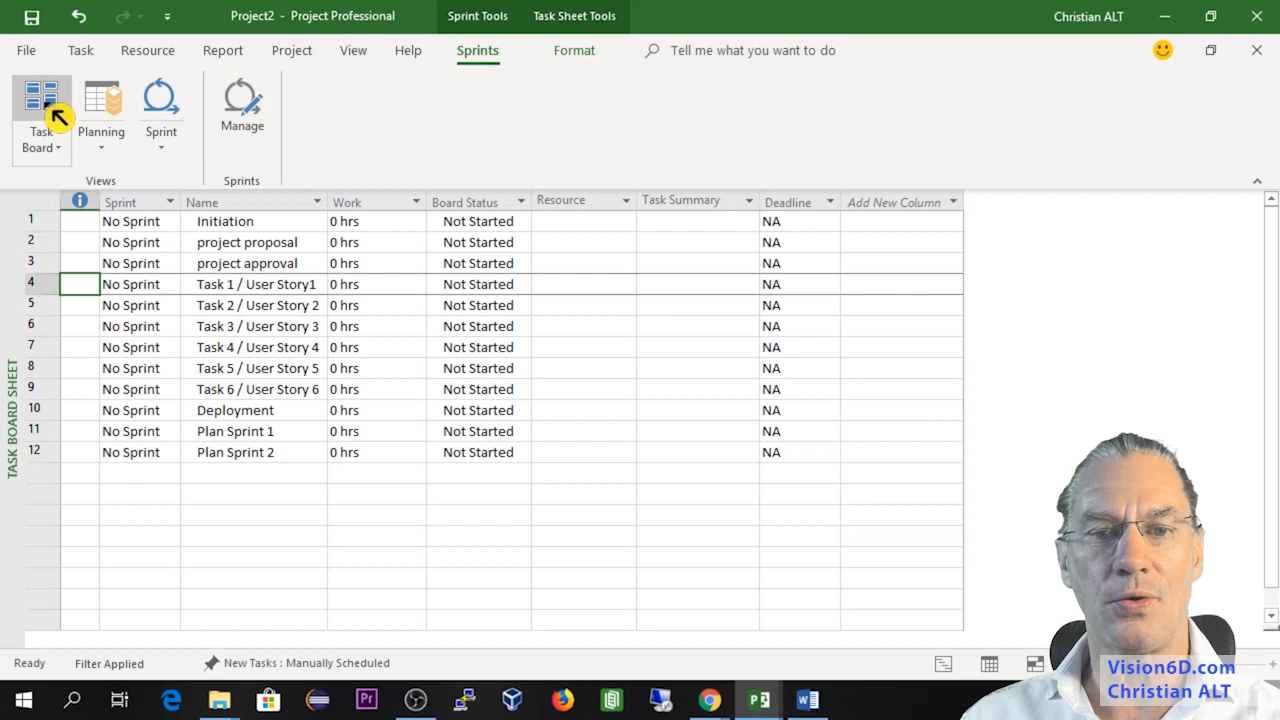 Project2 - Project Professional
Sprint Tools
Task Sheet Tools
Christian ALT
File
Task
Resource
Report
Project
View
Help
Sprints
Format
Tell me what you want to do
Task
Board
Planning
Sprint
Manage
Views
Sprints
Sprint Name Work Board Status Resource Task Summary Deadline Add New Column
1 No Sprint Initiation 0 hrs Not Started NA
2 No Sprint project proposal 0 hrs Not Started NA
3 No Sprint project approval 0 hrs Not Started NA
4 No Sprint Task 1 / User Story1 0 hrs Not Started NA
5 No Sprint Task 2 / User Story 2 0 hrs Not Started NA
6 No Sprint Task 3 / User Story 3 0 hrs Not Started NA
7 No Sprint Task 4 / User Story 4 0 hrs Not Started NA
8 No Sprint Task 5 / User Story 5 0 hrs Not Started NA
9 No Sprint Task 6 / User Story 6 0 hrs Not Started NA
10 No Sprint Deployment 0 hrs Not Started NA
11 No Sprint Plan Sprint 1 0 hrs Not Started NA
12 No Sprint Plan Sprint 2 0 hrs Not Started NA
TASK BOARD SHEET
Ready
Filter Applied
New Tasks : Manually Scheduled
Vision6D.com
Christian ALT
Pr